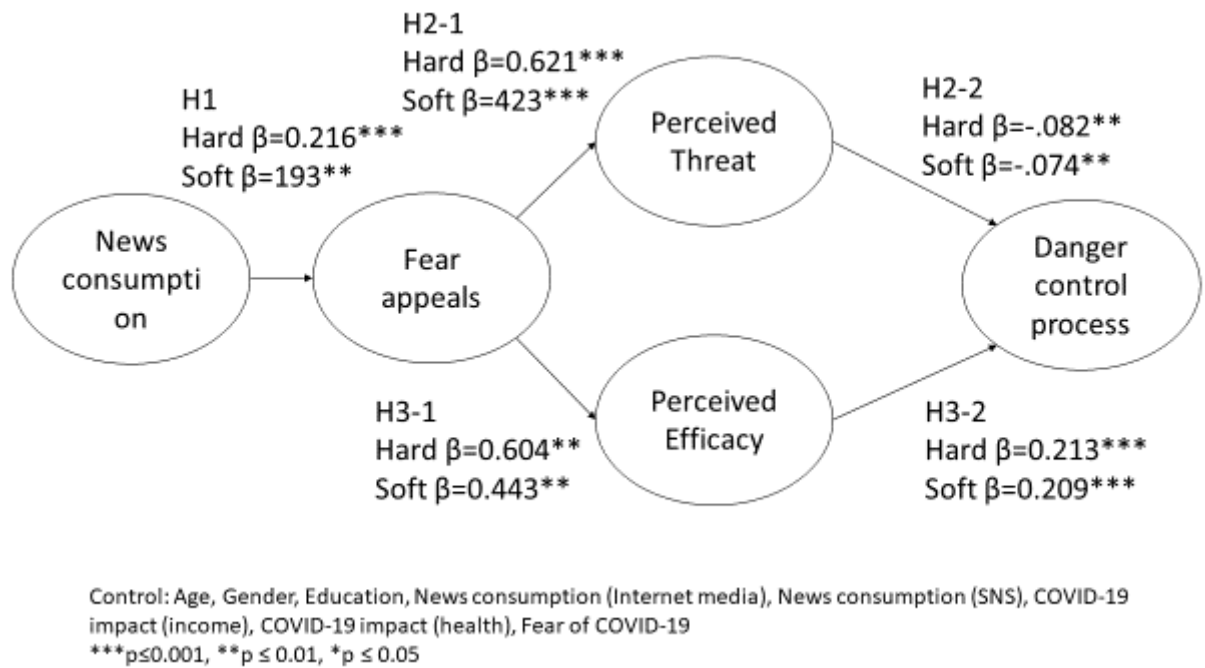 H2-1
Hard β=0.621***
Soft β=423***
H1
Hard β=0.216***
Soft β=193**
Perceived
Threat
H2-2
Hard β=-.082**
Soft β=-.074**
News
consumpti
on
Fear
appeals
Danger
control
process
H3-1
Hard β=0.604**
Soft β=0.443**
Perceived
Efficacy
H3-2
Hard β=0.213***
Soft β=0.209***
Control: Age, Gender, Education, News consumption (Internet media), News consumption (SNS), COVID-19
impact (income), COVID-19 impact (health), Fear of COVID-19
***p≤0.001, **p ≤ 0.01, *p ≤ 0.05